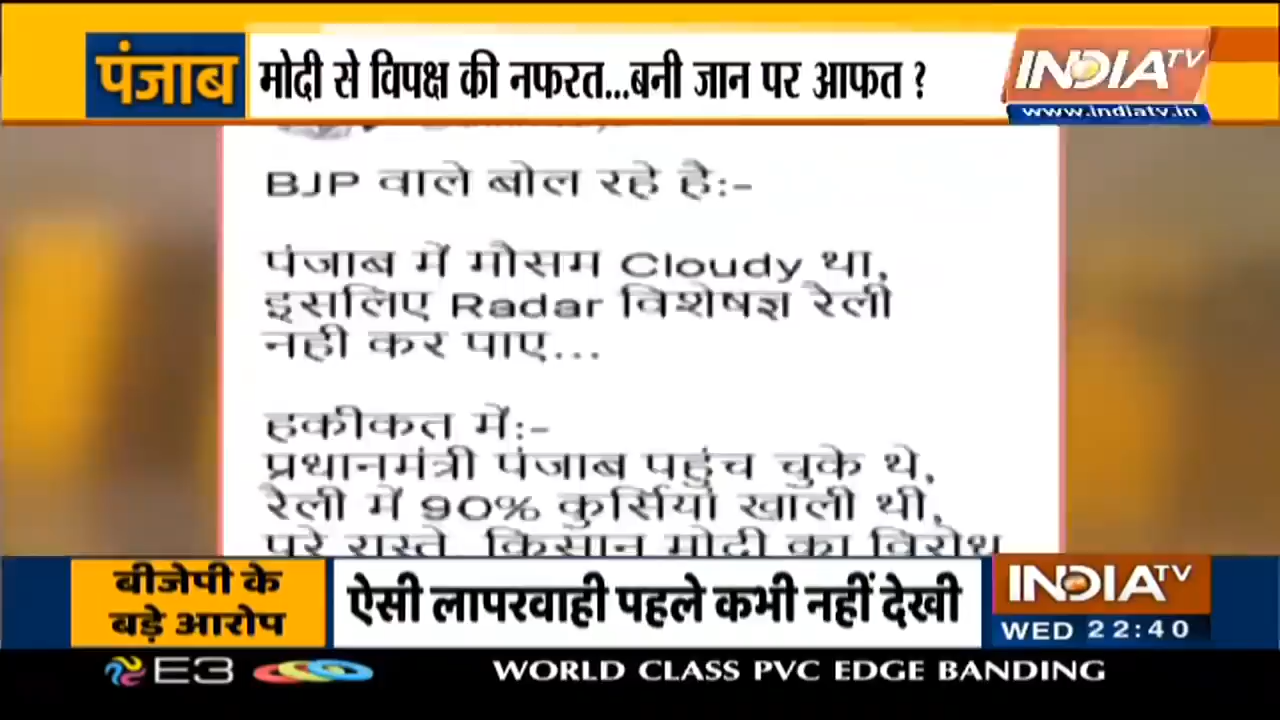 पंजाब
मोदी से विपक्ष की नफरत...बनी जान पर आफत ?
INDIA TV
www.indiatv.in
BJP वाले बोल रहे है:-
पंजाब में मौसम Cloudy था,
इसलिए Radar विशेषज्ञ रैली
नही कर पाए...
हकीकत में:-
प्रधानमंत्री पंजाब पहुंच चुके थे,
रैली में 90% कुर्सियां खाली थी,
पूरे रास्ते किसान मोदी का विरोध
बीजेपी के
बड़े आरोप
ऐसी लापरवाही पहले कभी नहीं देखी
INDIA TV
WED 22:40
E3
WORLD CLASS PVC EDGE BANDING